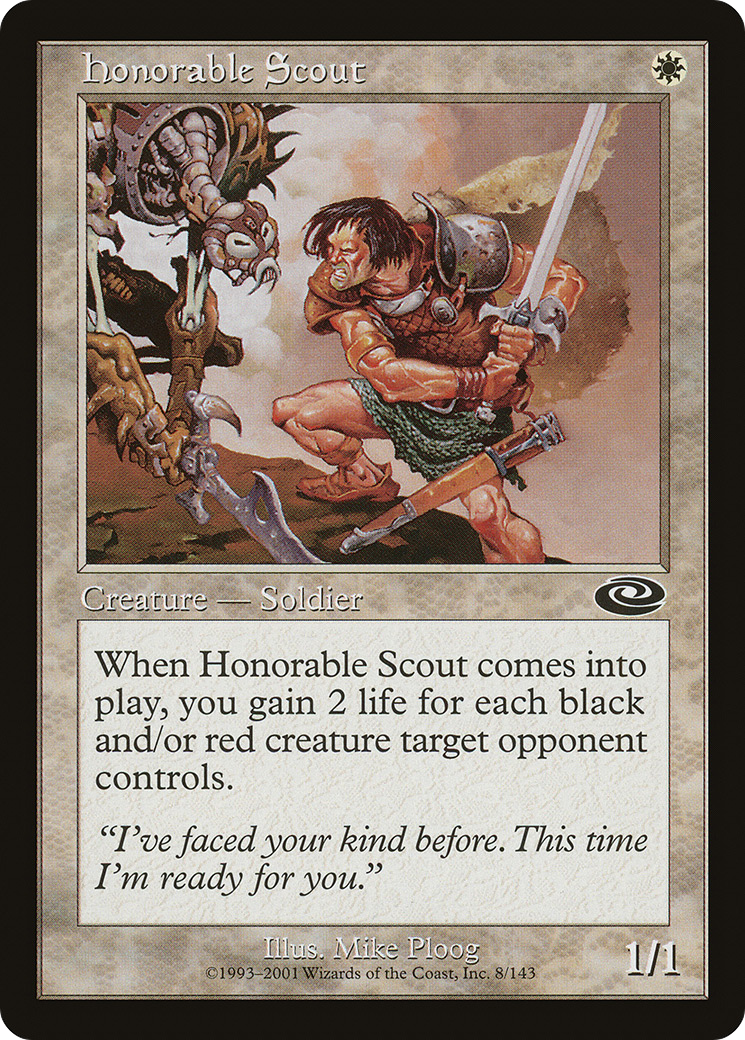 Honorable Scout
Creature — Soldier
When Honorable Scout comes into
play, you gain 2 life for each black
and/or red creature target opponent
controls.
“I've faced your kind before. This time
I'm ready for you.”
Illus. Mike Ploog
©1993–2001 Wizards of the Coast, Inc. 8/143
1/1